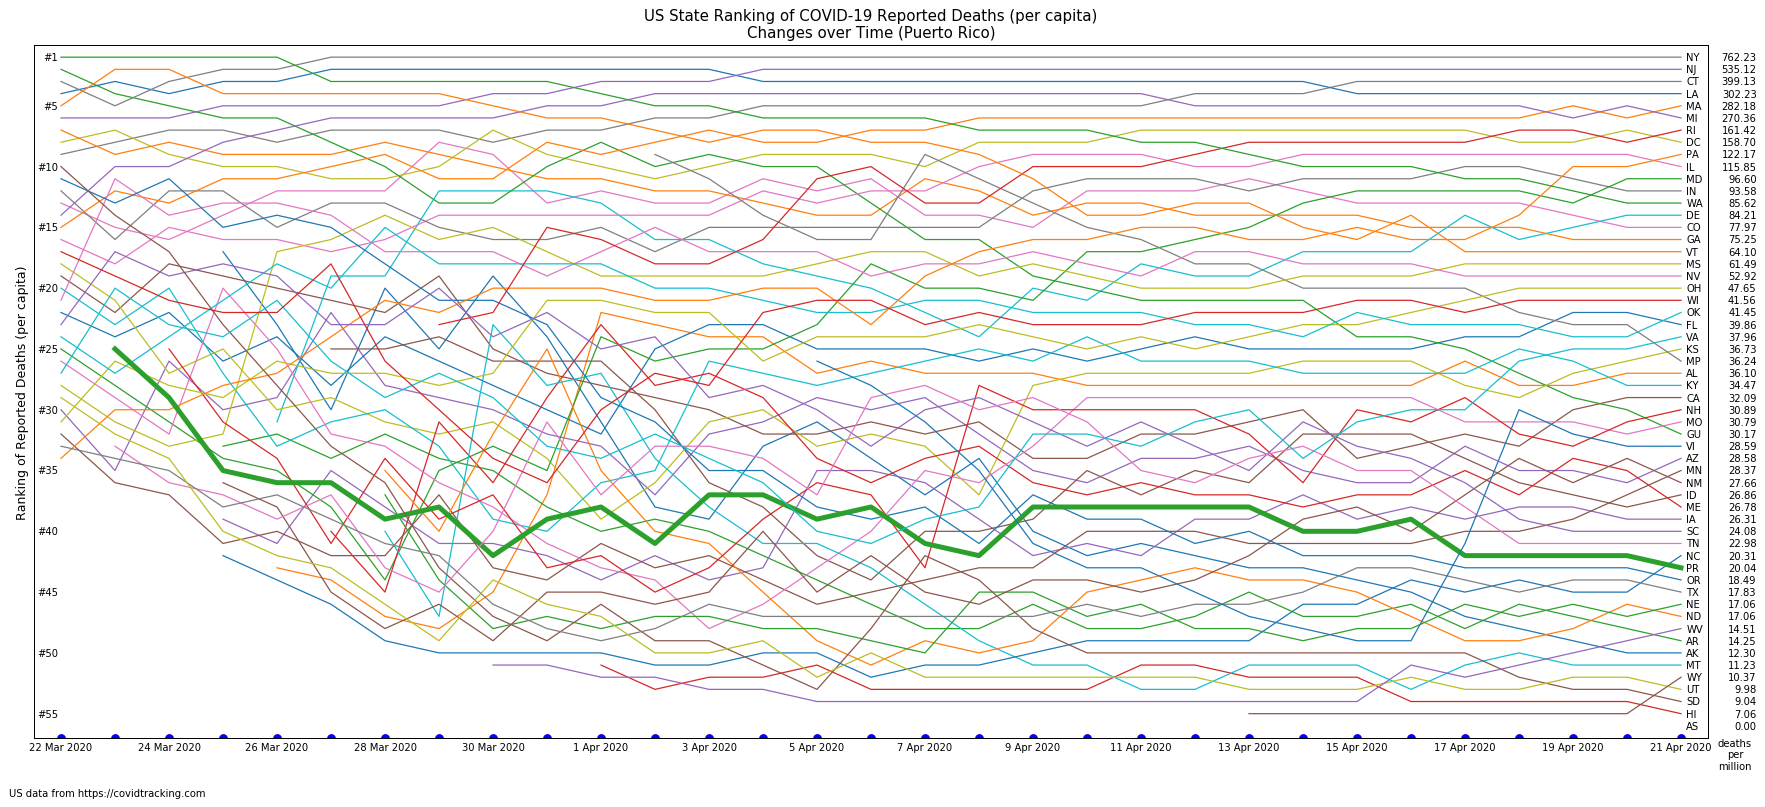 US State Ranking of COVID-19 Reported Deaths (per capita)
Changes over Time (Puerto Rico)
Ranking of Reported Deaths (per capita)
#1
#5
#10
#15
#20
#25
#30
#35
#40
#45
#50
#55
NY 762.23
NJ 535.12
CT 399.13
LA 302.23
MA 282.18
MI 270.36
RI 161.42
DC 158.70
PA 122.17
IL 115.85
MD 96.60
IN 93.58
WA 85.62
DE 84.21
CO 77.97
GA 75.25
VT 64.10
MS 61.49
NV 52.92
OH 47.65
WI 41.56
OK 41.45
FL 39.86
VA 37.96
KS 36.73
MP 36.24
AL 36.10
KY 34.47
CA 32.09
NH 30.89
MO 30.79
GU 30.17
VI 28.59
AZ 28.58
MN 28.37
NM 27.66
ID 26.86
ME 26.78
IA 26.31
SC 24.08
TN 22.98
NC 20.31
PR 20.04
OR 18.49
TX 17.83
NE 17.06
ND 17.06
WV 14.51
AR 14.25
AK 12.30
MT 11.23
WY 10.37
UT 9.98
SD 9.04
HI 7.06
AS 0.00
22 Mar 2020 24 Mar 2020 26 Mar 2020 28 Mar 2020 30 Mar 2020 1 Apr 2020 3 Apr 2020 5 Apr 2020 7 Apr 2020 9 Apr 2020 11 Apr 2020 13 Apr 2020 15 Apr 2020 17 Apr 2020 19 Apr 2020 21 Apr 2020
deaths
per
million
US data from https://covidtracking.com